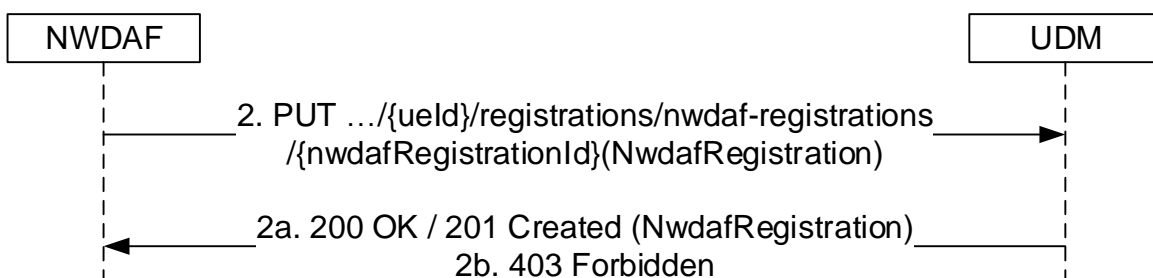 NWDAF
UDM
2. PUT …/{ueId}/registrations/nwdaf-registrations
/{nwdafRegistrationId}(NwdafRegistration)
2a. 200 OK / 201 Created (NwdafRegistration)
2b. 403 Forbidden